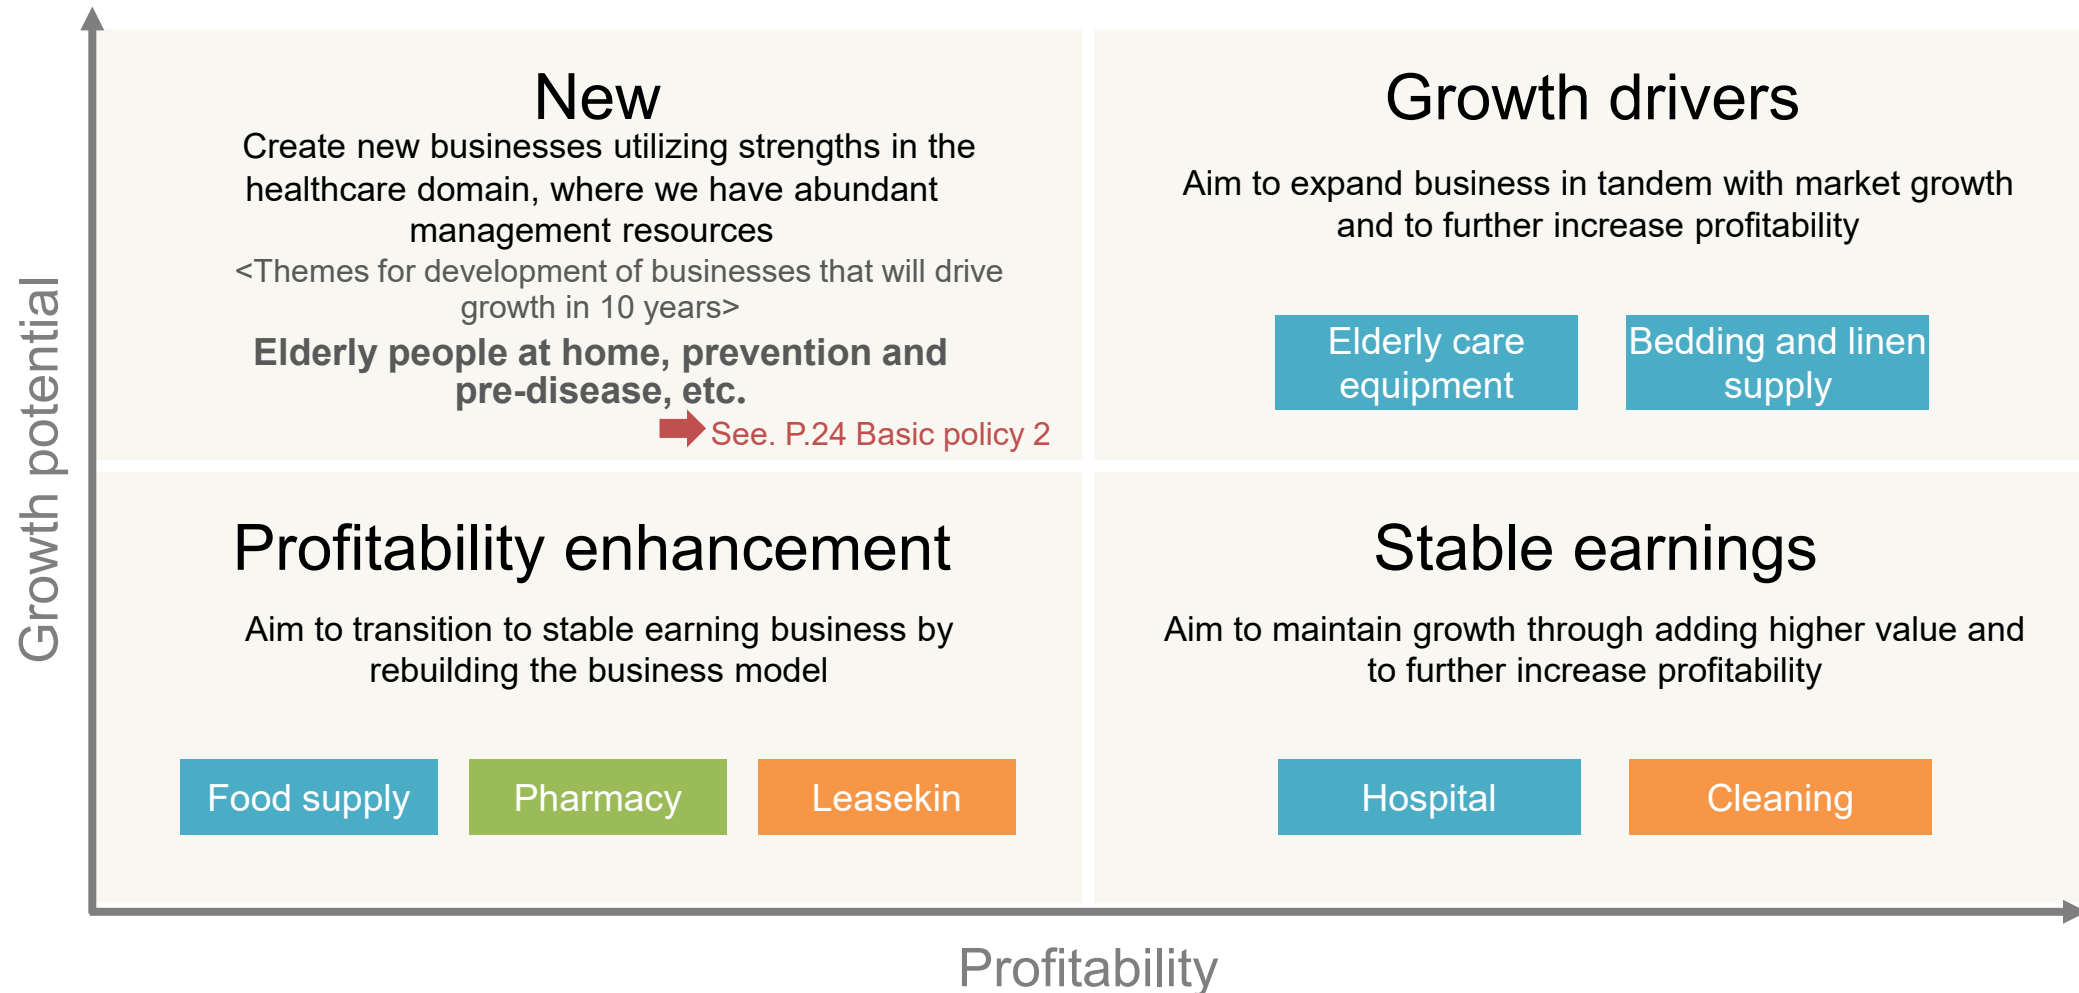 Growth potential
New
Create new businesses utilizing strengths in the
healthcare domain, where we have abundant
management resources
<Themes for development of businesses that will drive
growth in 10 years>
Elderly people at home, prevention and
pre-disease, etc.
See. P.24 Basic policy 2
Growth drivers
Aim to expand business in tandem with market growth
and to further increase profitability
Elderly care
equipment
Bedding and linen
supply
Profitability enhancement
Aim to transition to stable earning business by
rebuilding the business model
Food supply
Pharmacy
Leasekin
Stable earnings
Aim to maintain growth through adding higher value and
to further increase profitability
Hospital
Cleaning
Profitability